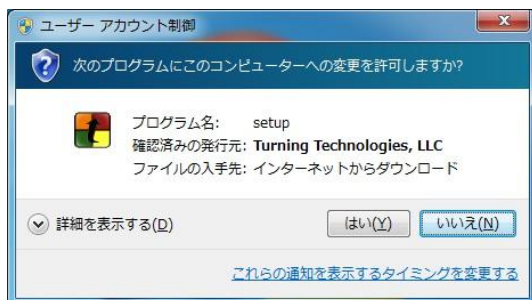 ユーザー アカウント制御
次のプログラムにこのコンピューターへの変更を許可しますか?
プログラム名: setup
確認済みの発行元: Turning Technologies, LLC
ファイルの入手先: インターネットからダウンロード
詳細を表示する(D) はい(Y) いいえ(N)
これらの通知を表示するタイミングを変更する